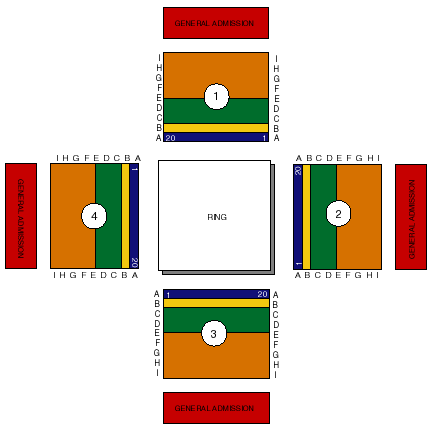 GENERAL ADMISSION
I I
H H
G G
F F
E E
D D
C C
B B
A A
1
20 1
I H G F E D C B A
A B C D E F G H I
GENERAL ADMISSION
4
1
20
I H G F E D C B A
RING
20
1
2
A B C D E F G H I
GENERAL ADMISSION
1 20
A A
B B
C C
D D
E E
F F
G G
H H
I I
3
GENERAL ADMISSION